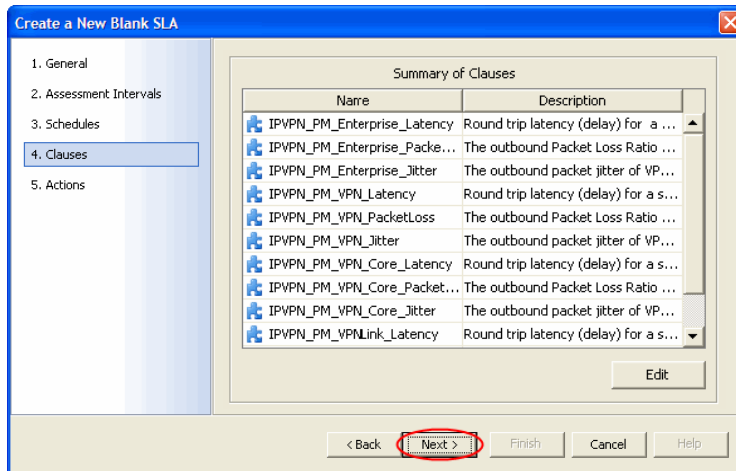 Create a New Blank SLA
1. General
2. Assessment Intervals
3. Schedules
4. Clauses
5. Actions
Summary of Clauses
Name Description
IPVPN_PM_Enterprise_Latency Round trip latency (delay) for a ...
IPVPN_PM_Enterprise_Packe... The outbound Packet Loss Ratio ...
IPVPN_PM_Enterprise_Jitter The outbound packet jitter of VP...
IPVPN_PM_VPN_Latency Round trip latency (delay) for a s...
IPVPN_PM_VPN_PacketLoss The outbound Packet Loss Ratio ...
IPVPN_PM_VPN_Jitter The outbound packet jitter of VP...
IPVPN_PM_VPN_Core_Latency Round trip latency (delay) for a s...
IPVPN_PM_VPN_Core_Packet... The outbound Packet Loss Ratio ...
IPVPN_PM_VPN_Core_Jitter The outbound packet jitter of VP...
IPVPN_PM_VPNLink_Latency Round trip latency (delay) for a s...
Edit
< Back Next > Finish Cancel Help